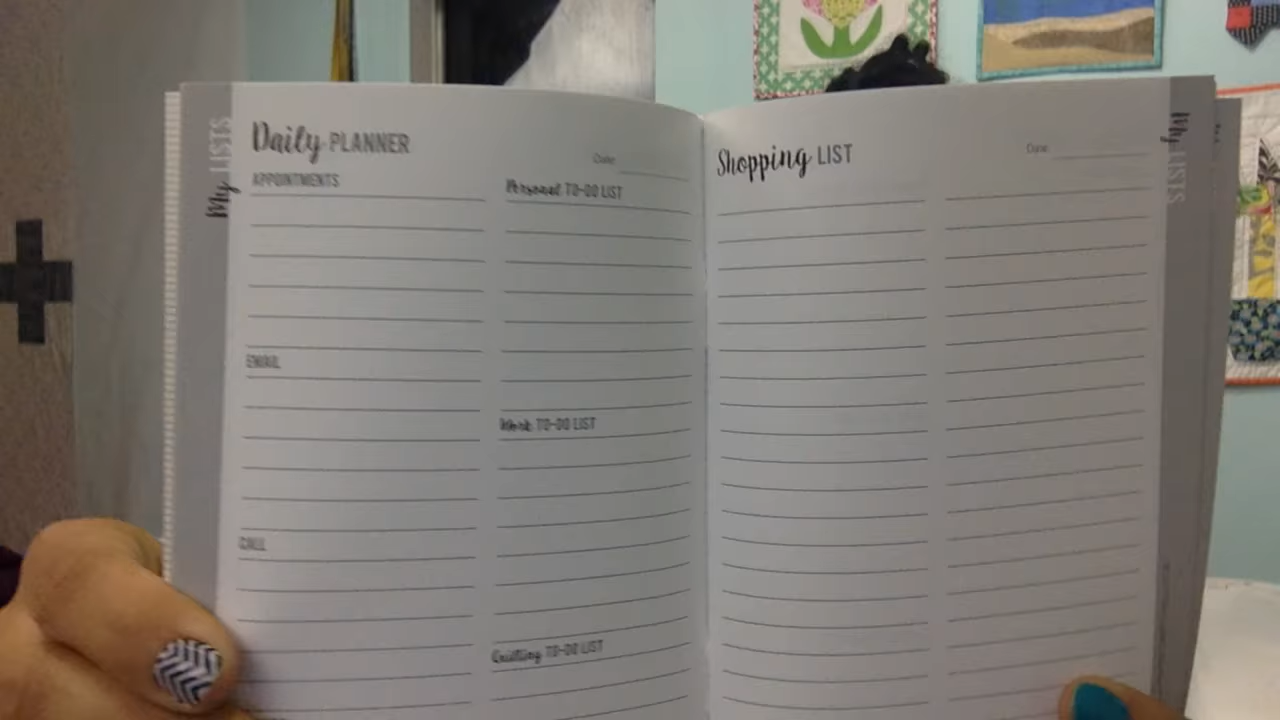 My LISTS
Daily PLANNER
Date
APPOINTMENTS
EMAIL
CALL
Personal TO-DO LIST
Work TO-DO LIST
Quilting TO-DO LIST
Shopping LIST
Date
My LISTS